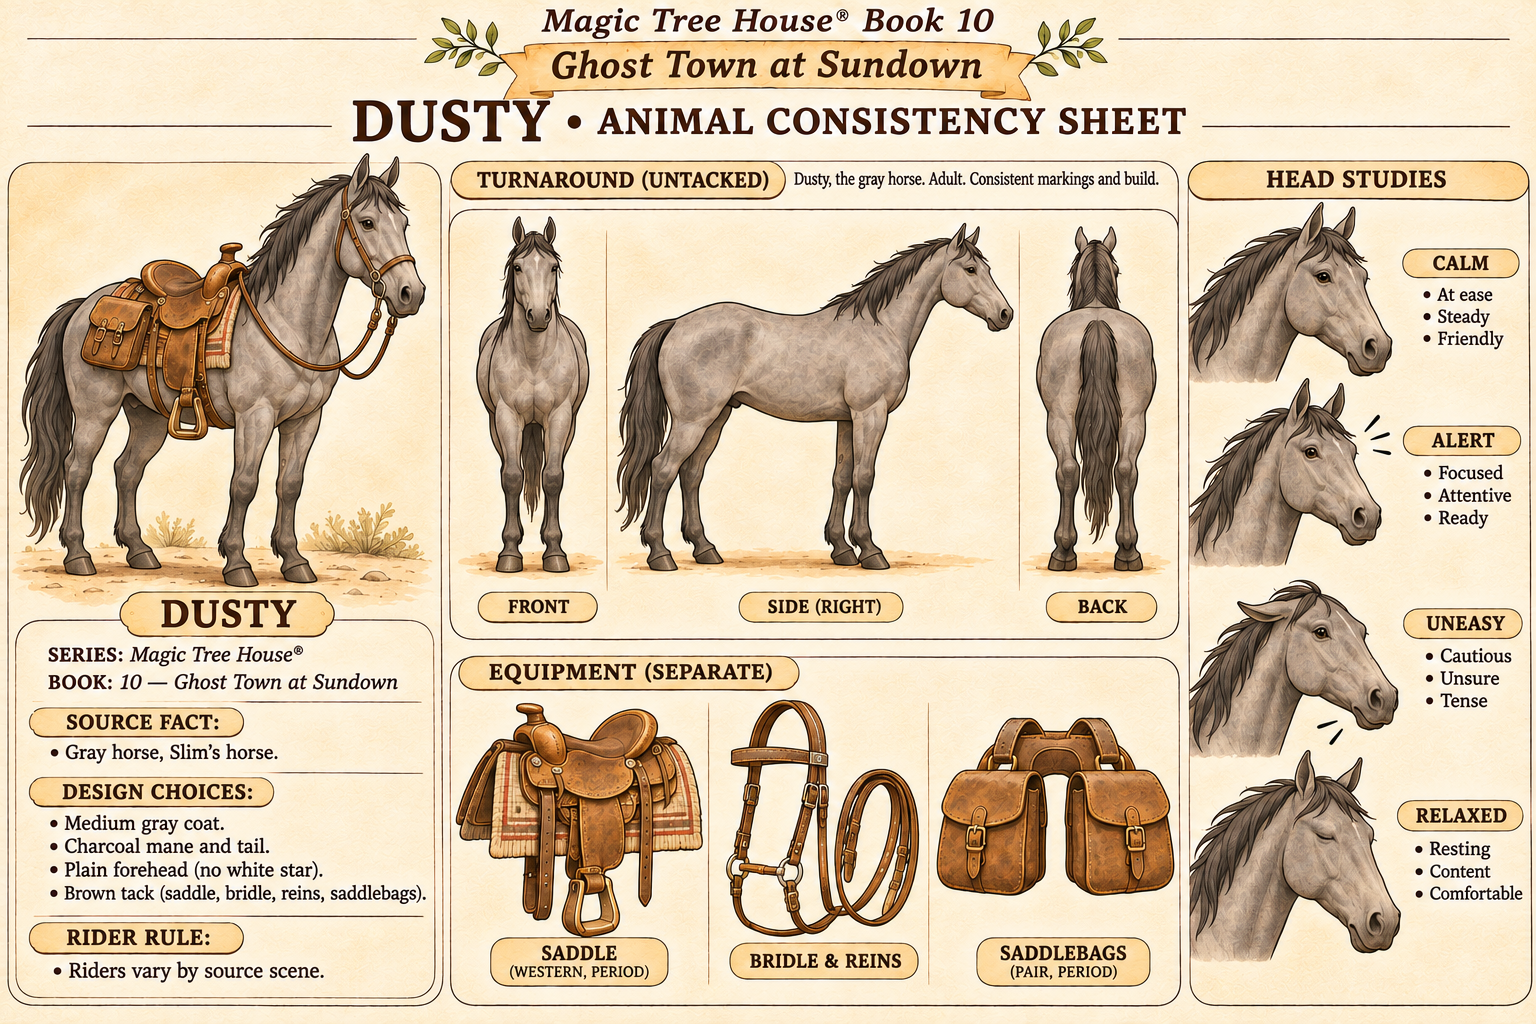 Magic Tree House® Book 10
Ghost Town at Sundown
DUSTY • ANIMAL CONSISTENCY SHEET
DUSTY
SERIES: Magic Tree House®
BOOK: 10 — Ghost Town at Sundown
SOURCE FACT:
• Gray horse, Slim's horse.
DESIGN CHOICES:
• Medium gray coat.
• Charcoal mane and tail.
• Plain forehead (no white star).
• Brown tack (saddle, bridle, reins, saddlebags).
RIDER RULE:
• Riders vary by source scene.
TURNAROUND (UNTACKED)
Dusty, the gray horse. Adult. Consistent markings and build.
FRONT
SIDE (RIGHT)
BACK
EQUIPMENT (SEPARATE)
SADDLE
(WESTERN, PERIOD)
BRIDLE & REINS
SADDLEBAGS
(PAIR, PERIOD)
HEAD STUDIES
CALM
• At ease
• Steady
• Friendly
ALERT
• Focused
• Attentive
• Ready
UNEASY
• Cautious
• Unsure
• Tense
RELAXED
• Resting
• Content
• Comfortable